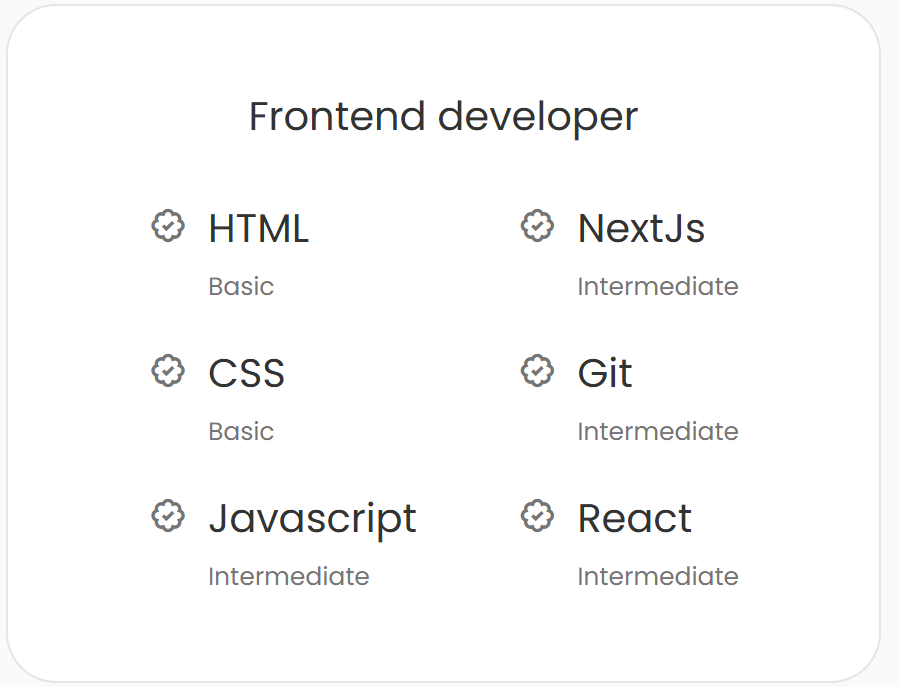 Frontend developer
HTML
Basic
CSS
Basic
Javascript
Intermediate
NextJs
Intermediate
Git
Intermediate
React
Intermediate